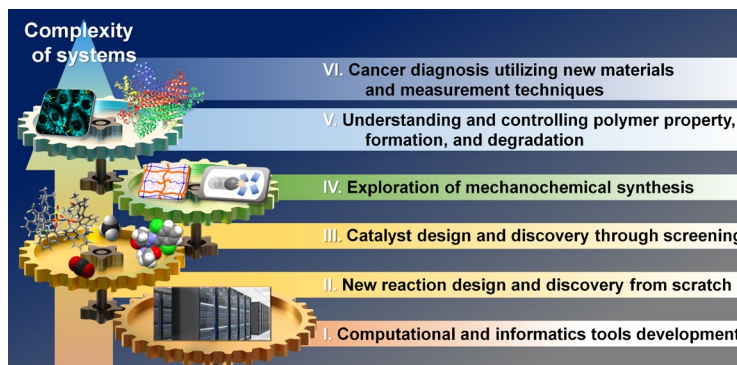 Complexity
of systems
VI. Cancer diagnosis utilizing new materials
and measurement techniques
V. Understanding and controlling polymer property,
formation, and degradation
IV. Exploration of mechanochemical synthesis
III. Catalyst design and discovery through screening
II. New reaction design and discovery from scratch
I. Computational and informatics tools development